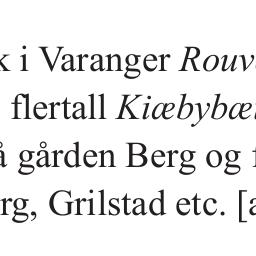 k i Varanger Rouv
flertall Kiæbybæ
å gården Berg og f
rg, Grilstad etc. [a